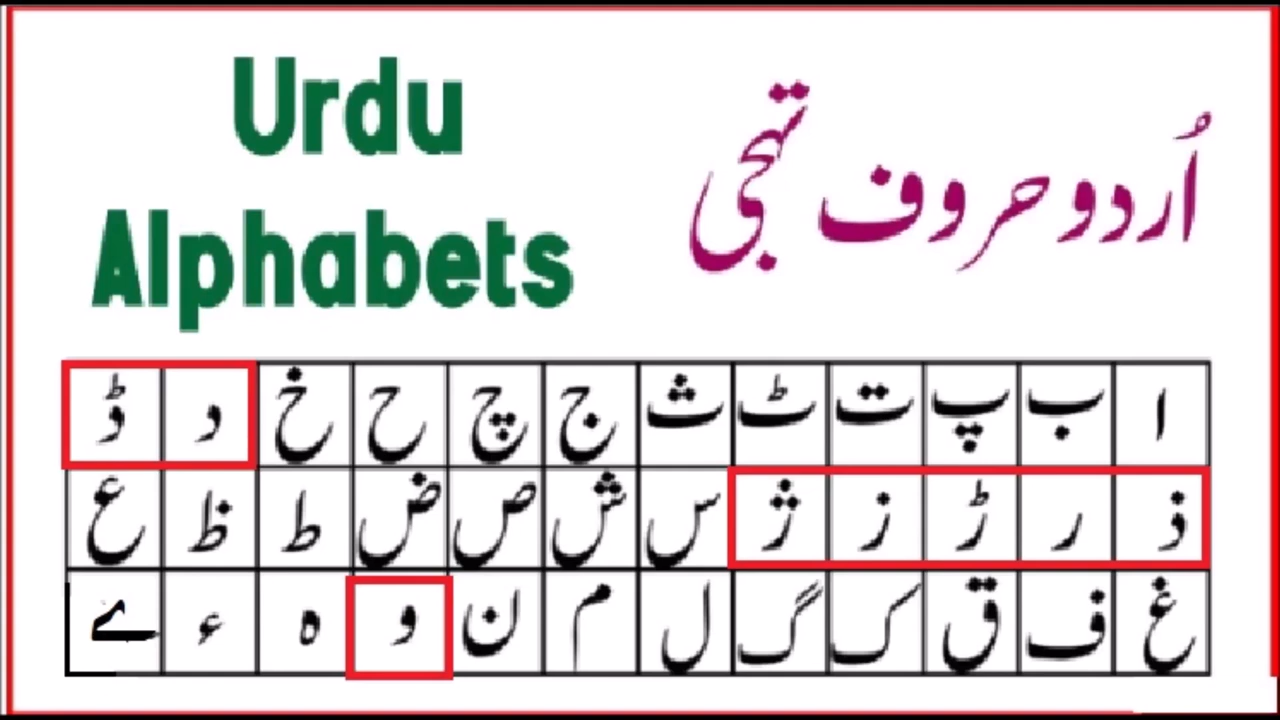 Urdu
Alphabets
اُردو حروف تہجی
ا ب پ ت ٹ ث ج چ ح خ د ڈ
ذ ر ڑ ز ژ س ش ص ض ط ظ ع
غ ف ق ک گ ل م ن و ہ ء ے